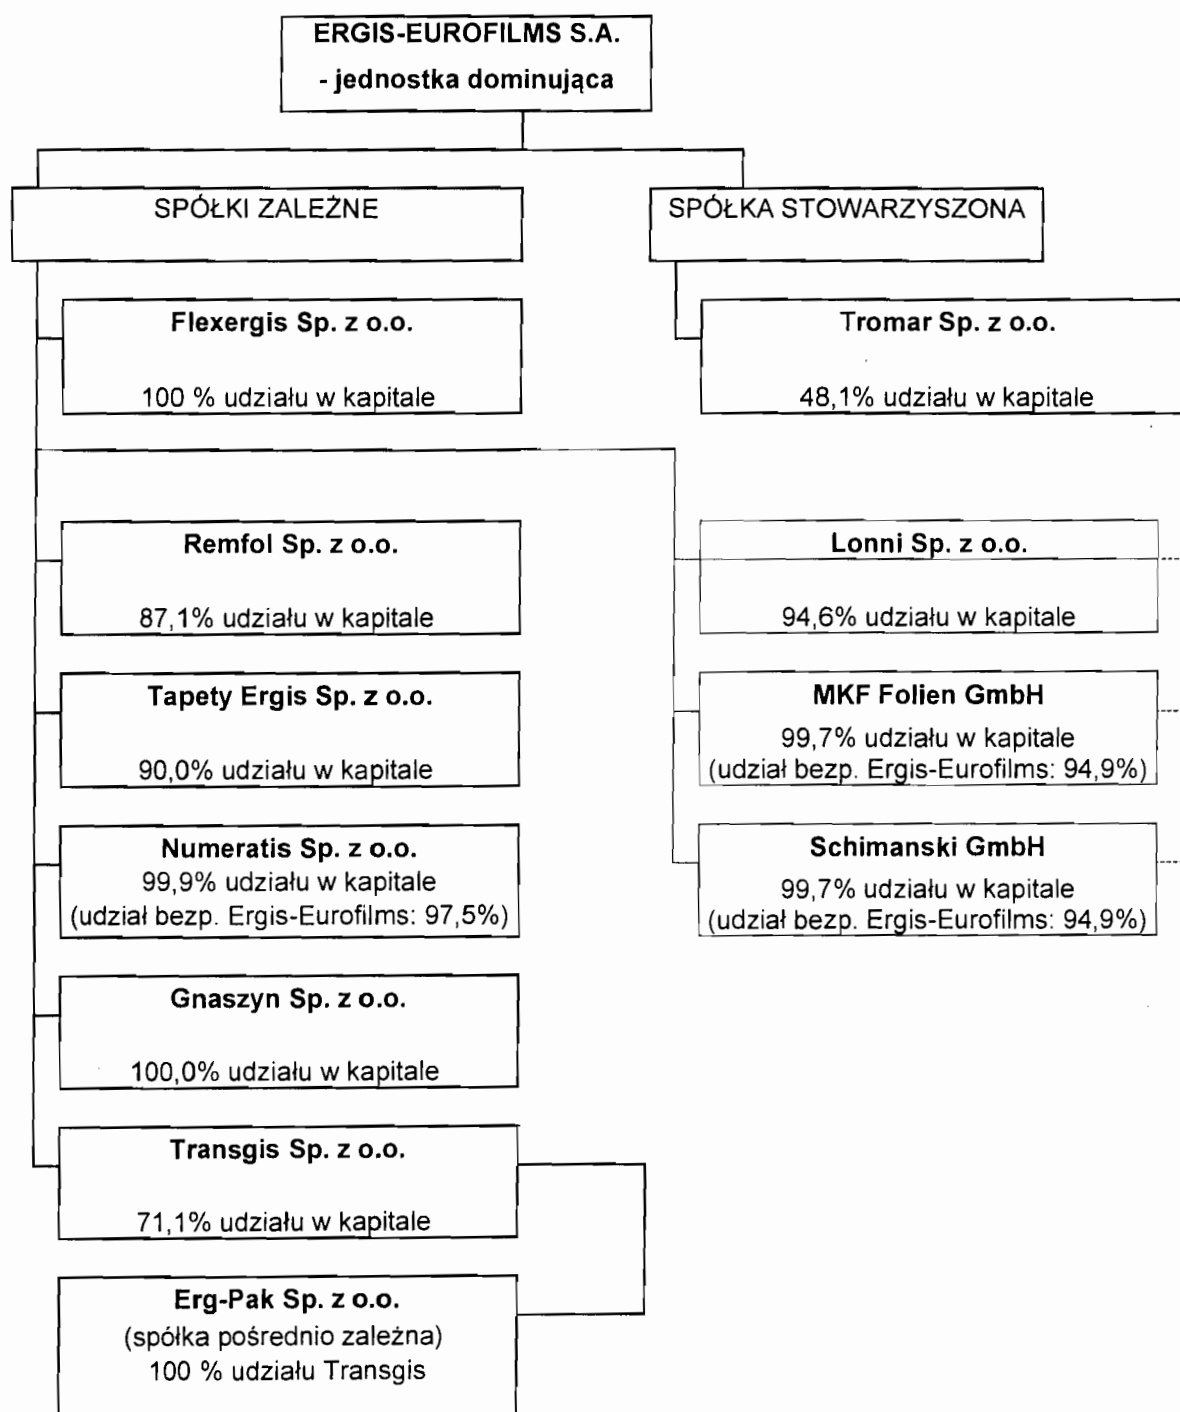 ERGIS-EUROFILMS S.A.
- jednostka dominująca
SPÓŁKI ZALEŻNE
SPÓŁKA STOWARZYSZONA
Flexergis Sp. z o.o.
100 % udziału w kapitale
Tromar Sp. z o.o.
48,1% udziału w kapitale
Remfol Sp. z o.o.
87,1% udziału w kapitale
Lonni Sp. z o.o.
94,6% udziału w kapitale
Tapety Ergis Sp. z o.o.
90,0% udziału w kapitale
MKF Folien GmbH
99,7% udziału w kapitale
(udział bezp. Ergis-Eurofilms: 94,9%)
Numeratis Sp. z o.o.
99,9% udziału w kapitale
(udział bezp. Ergis-Eurofilms: 97,5%)
Schimanski GmbH
99,7% udziału w kapitale
(udział bezp. Ergis-Eurofilms: 94,9%)
Gnaszyn Sp. z o.o.
100,0% udziału w kapitale
Transgis Sp. z o.o.
71,1% udziału w kapitale
Erg-Pak Sp. z o.o.
(spółka pośrednio zależna)
100 % udziału Transgis